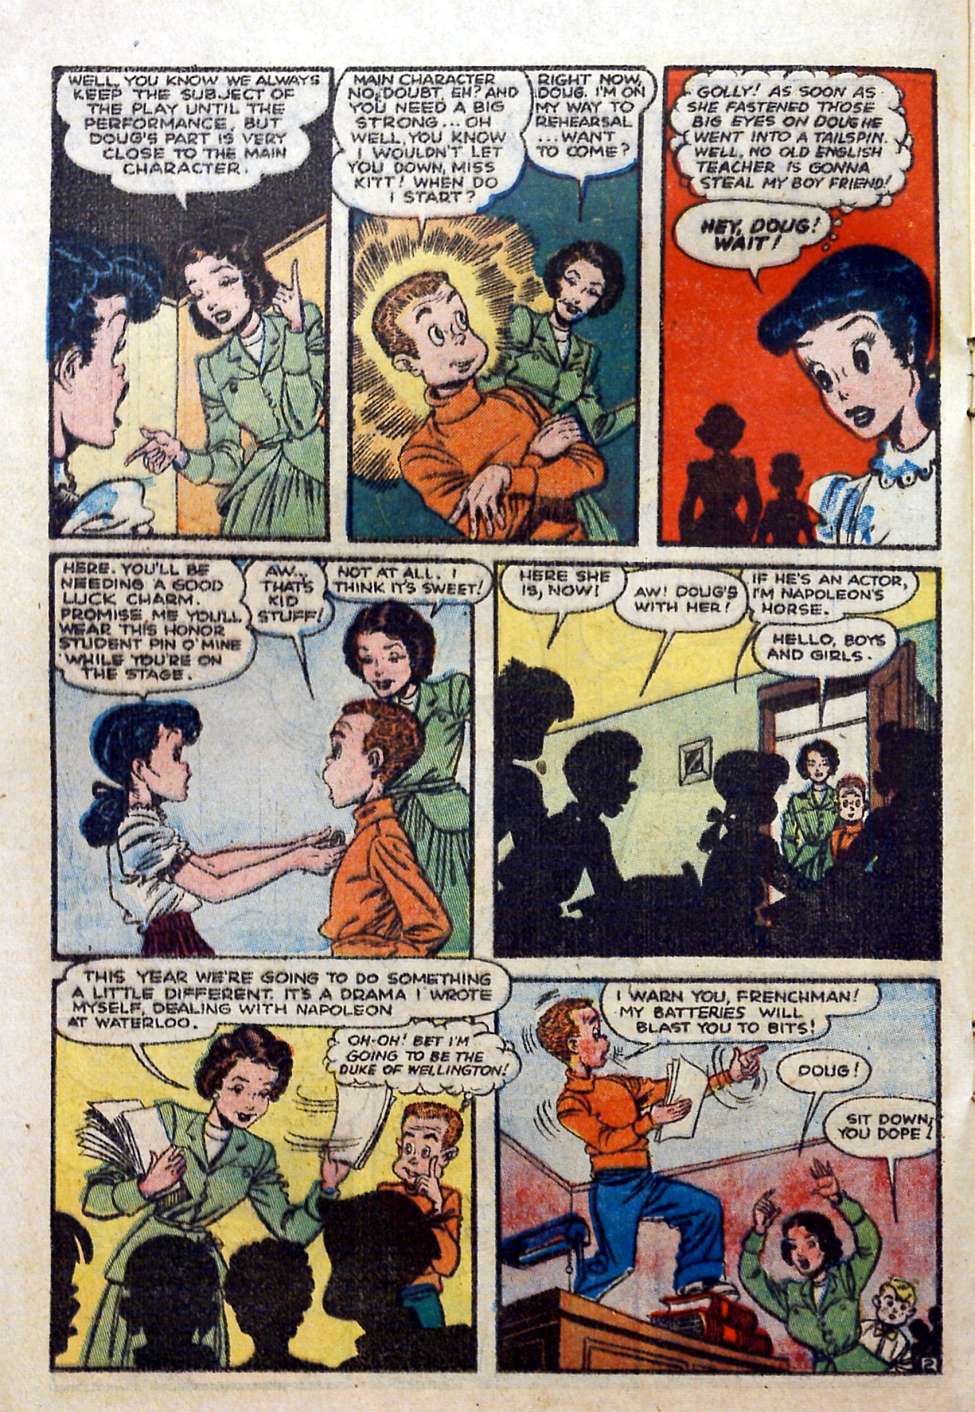 WELL, YOU KNOW WE ALWAYS
KEEP THE SUBJECT OF
THE PLAY UNTIL THE
PERFORMANCE, BUT
DOUG'S PART IS VERY
CLOSE TO THE MAIN
CHARACTER.
MAIN CHARACTER
NO DOUBT, EH? AND
YOU NEED A BIG
STRONG... OH
WELL, YOU KNOW
I WOULDN'T LET
YOU DOWN, MISS
KITT! WHEN DO
I START?
RIGHT NOW,
DOUG. I'M ON
MY WAY TO
REHEARSAL
... WANT
TO COME?
GOLLY! AS SOON AS
SHE FASTENED THOSE
BIG EYES ON DOUG HE
WENT INTO A TAILSPIN.
WELL, NO OLD ENGLISH
TEACHER IS GONNA
STEAL MY BOY FRIEND!
HEY, DOUG!
WAIT!
HERE. YOU'LL BE
NEEDING A GOOD
LUCK CHARM.
PROMISE ME YOU'LL
WEAR THIS HONOR
STUDENT PIN O' MINE
WHILE YOU'RE ON
THE STAGE.
AW...
THAT'S
KID
STUFF!
NOT AT ALL. I
THINK IT'S SWEET!
HERE SHE
IS, NOW!
AW! DOUG'S
WITH HER!
IF HE'S AN ACTOR,
I'M NAPOLEON'S
HORSE.
HELLO, BOYS
AND GIRLS.
THIS YEAR WE'RE GOING TO DO SOMETHING
A LITTLE DIFFERENT. IT'S A DRAMA I WROTE
MYSELF, DEALING WITH NAPOLEON
AT WATERLOO.
OH-OH! BET I'M
GOING TO BE THE
DUKE OF WELLINGTON!
I WARN YOU, FRENCHMAN!
MY BATTERIES WILL
BLAST YOU TO BITS!
DOUG!
SIT DOWN,
YOU DOPE!
2